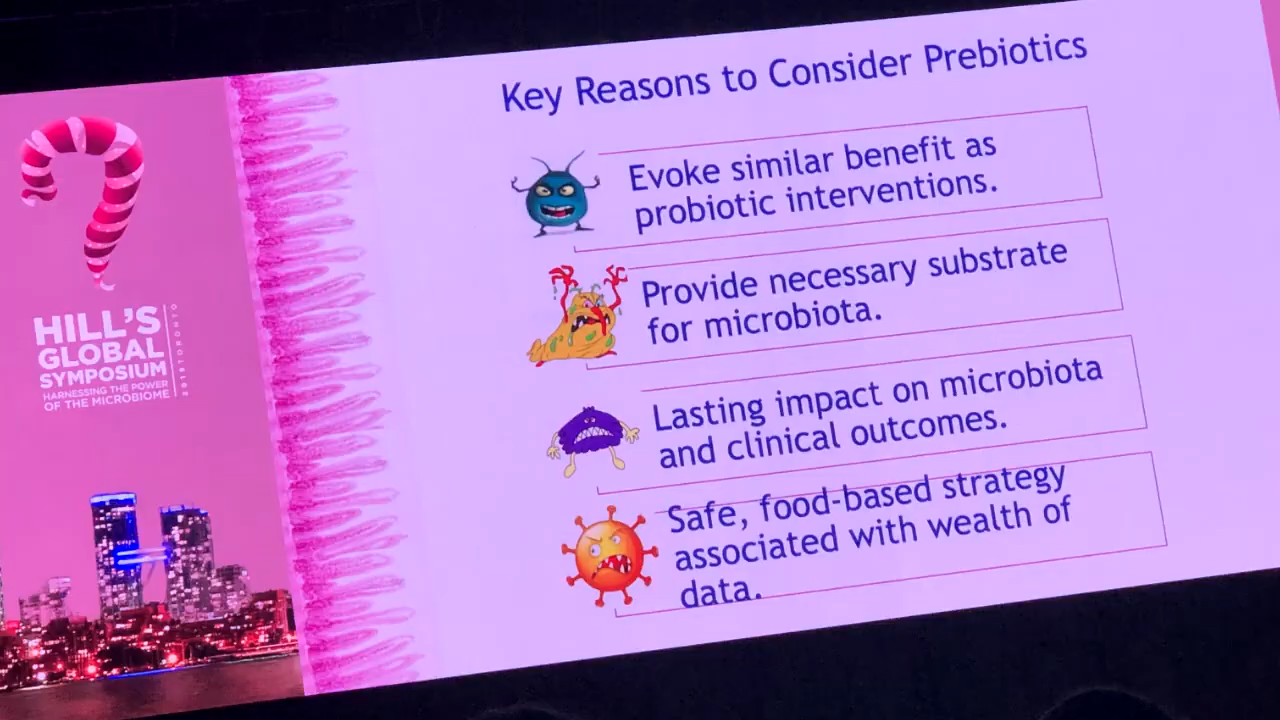 Key Reasons to Consider Prebiotics
Evoke similar benefit as
probiotic interventions.
Provide necessary substrate
for microbiota.
Lasting impact on microbiota
and clinical outcomes.
Safe, food-based strategy
associated with wealth of
data.
HILL'S
GLOBAL
SYMPOSIUM
HARNESSING THE POWER
OF THE MICROBIOME
2019TORONTO